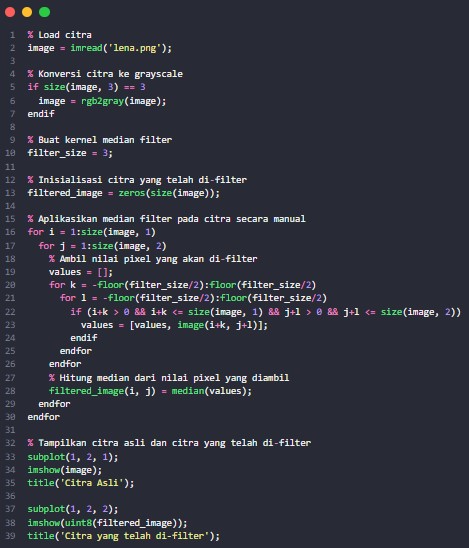 1 % Load citra
2 image = imread('lena.png');
3
4 % Konversi citra ke grayscale
5 if size(image, 3) == 3
6   image = rgb2gray(image);
7 endif
8
9 % Buat kernel median filter
10 filter_size = 3;
11
12 % Inisialisasi citra yang telah di-filter
13 filtered_image = zeros(size(image));
14
15 % Aplikasikan median filter pada citra secara manual
16 for i = 1:size(image, 1)
17   for j = 1:size(image, 2)
18     % Ambil nilai pixel yang akan di-filter
19     values = [];
20     for k = -floor(filter_size/2):floor(filter_size/2)
21       for l = -floor(filter_size/2):floor(filter_size/2)
22         if (i+k > 0 && i+k <= size(image, 1) && j+l > 0 && j+l <= size(image, 2))
23           values = [values, image(i+k, j+l)];
24         endif
25       endfor
26     endfor
27     % Hitung median dari nilai pixel yang diambil
28     filtered_image(i, j) = median(values);
29   endfor
30 endfor
31
32 % Tampilkan citra asli dan citra yang telah di-filter
33 subplot(1, 2, 1);
34 imshow(image);
35 title('Citra Asli');
36
37 subplot(1, 2, 2);
38 imshow(uint8(filtered_image));
39 title('Citra yang telah di-filter');